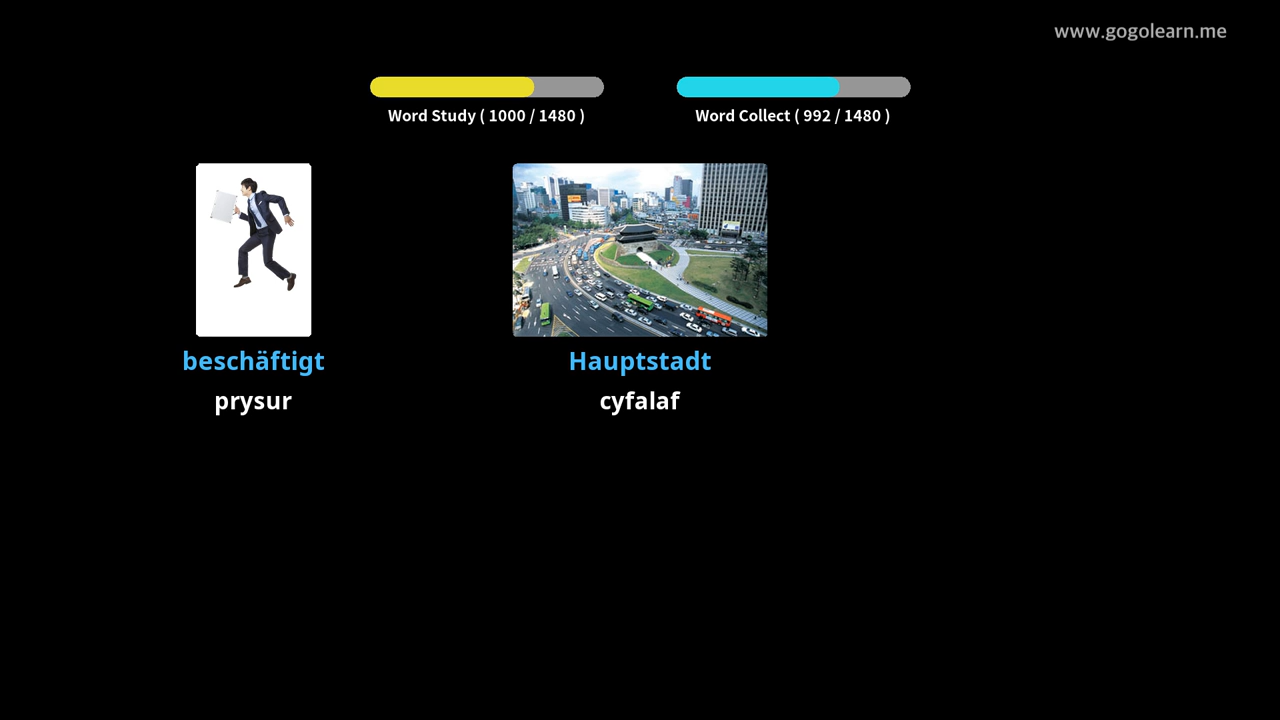 www.gogolearn.me
Word Study ( 1000 / 1480 )
Word Collect ( 992 / 1480 )
beschäftigt
prysur
Hauptstadt
cyfalaf